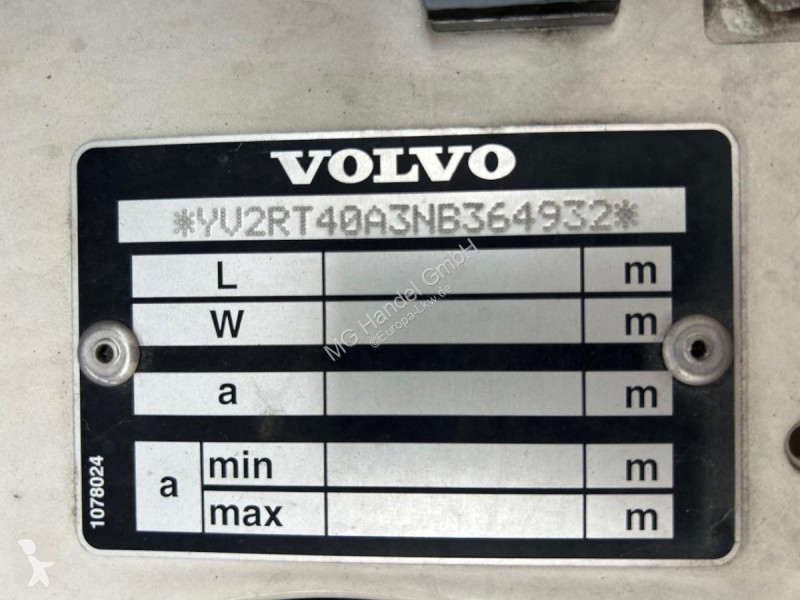 VOLVO
*YV2RT40A3NB364932*
L m
W m
a m
a min m
max m
1078024
MG Handel GmbH
©Europa-Lkw.de